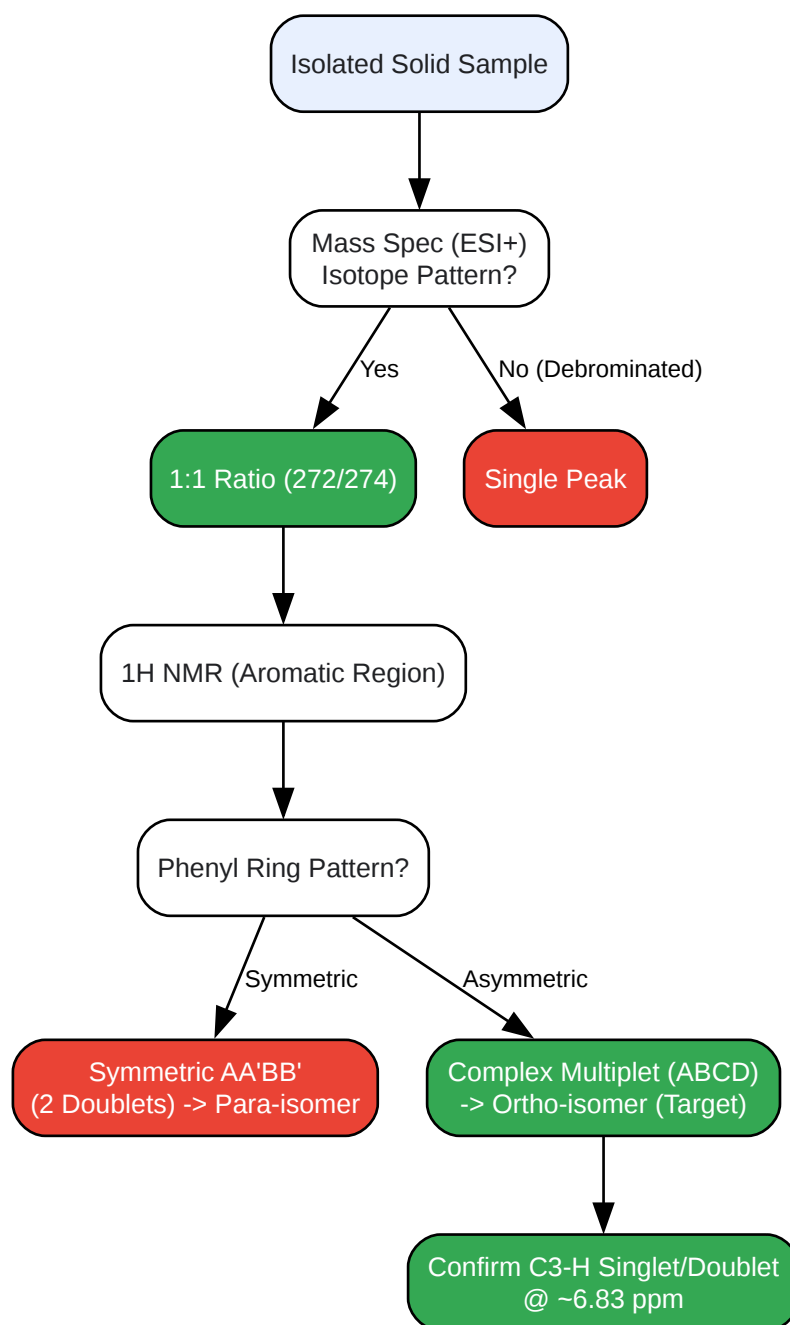 Isolated Solid Sample
Mass Spec (ESI+)
Isotope Pattern?
Yes
No (Debrominated)
1:1 Ratio (272/274)
Single Peak
1H NMR (Aromatic Region)
Phenyl Ring Pattern?
Symmetric
Asymmetric
Symmetric AA'BB'
(2 Doublets) -> Para-isomer
Complex Multiplet (ABCD)
-> Ortho-isomer (Target)
Confirm C3-H Singlet/Doublet
@ ~6.83 ppm